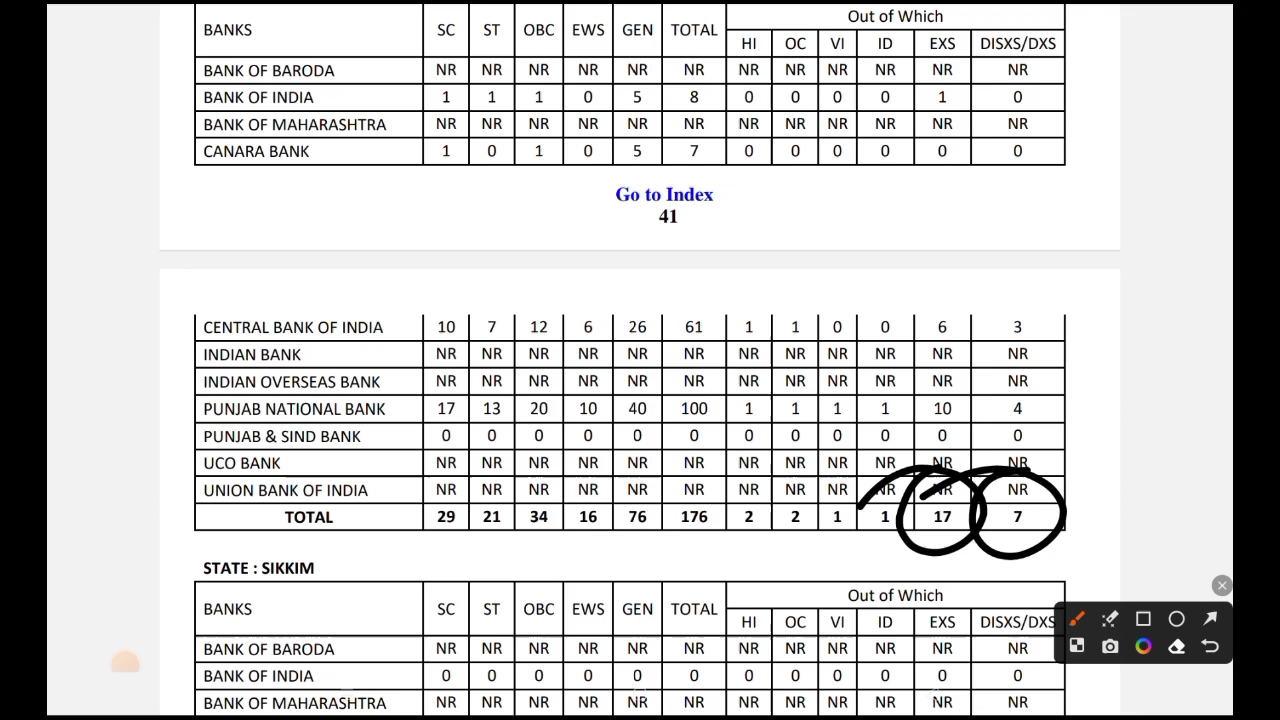 BANKS SC ST OBC EWS GEN TOTAL Out of Which
HI OC VI ID EXS DISXS/DXS
BANK OF BARODA NR NR NR NR NR NR NR NR NR NR NR NR
BANK OF INDIA 1 1 1 0 5 8 0 0 0 0 1 0
BANK OF MAHARASHTRA NR NR NR NR NR NR NR NR NR NR NR NR
CANARA BANK 1 0 1 0 5 7 0 0 0 0 0 0
Go to Index
41
CENTRAL BANK OF INDIA 10 7 12 6 26 61 1 1 0 0 6 3
INDIAN BANK NR NR NR NR NR NR NR NR NR NR NR NR
INDIAN OVERSEAS BANK NR NR NR NR NR NR NR NR NR NR NR NR
PUNJAB NATIONAL BANK 17 13 20 10 40 100 1 1 1 1 10 4
PUNJAB & SIND BANK 0 0 0 0 0 0 0 0 0 0 0 0
UCO BANK NR NR NR NR NR NR NR NR NR NR NR NR
UNION BANK OF INDIA NR NR NR NR NR NR NR NR NR NR NR NR
TOTAL 29 21 34 16 76 176 2 2 1 1 17 7
STATE : SIKKIM
BANKS SC ST OBC EWS GEN TOTAL Out of Which
HI OC VI ID EXS DISXS/DXS
BANK OF BARODA NR NR NR NR NR NR NR NR NR NR NR NR
BANK OF INDIA 0 0 0 0 0 0 0 0 0 0 0 0
BANK OF MAHARASHTRA NR NR NR NR NR NR NR NR NR NR NR NR